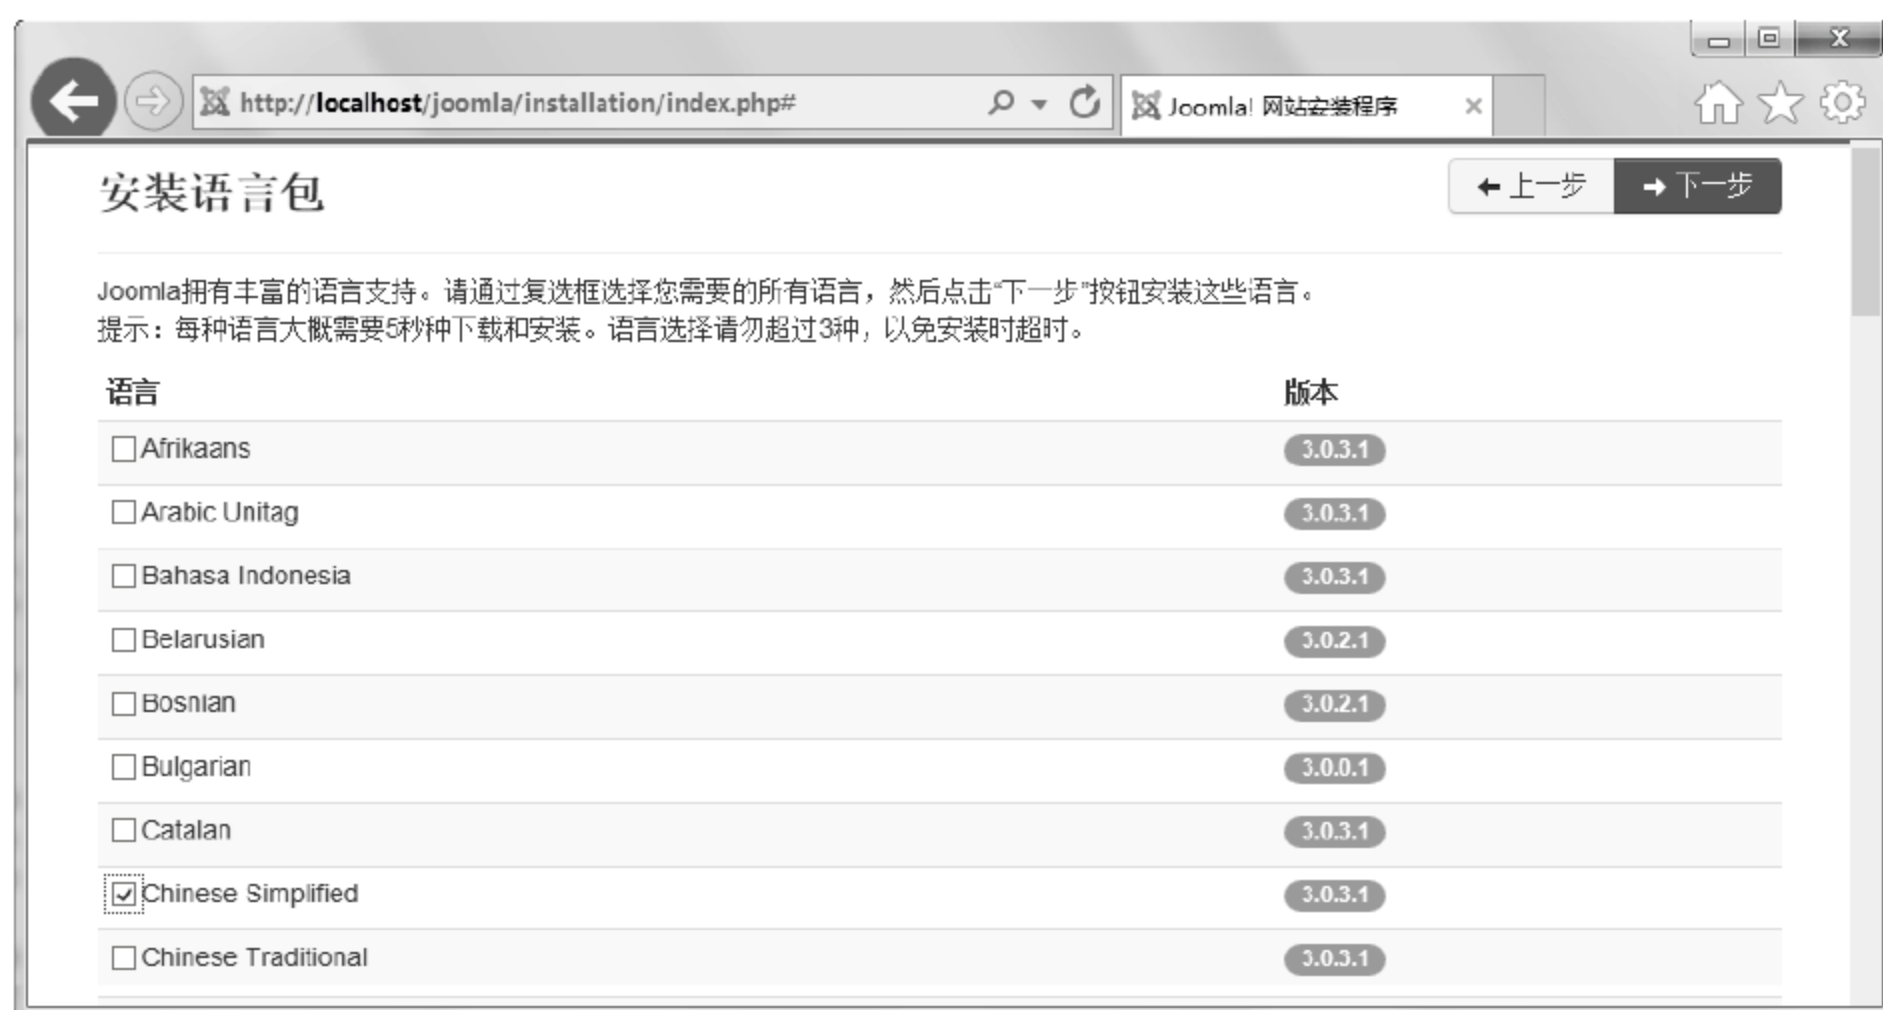 http://localhost/joomla/installation/index.php#
Joomla! 网站安装程序
安装语言包
上一步
下一步
Joomla拥有丰富的语言支持。请通过复选框选择您需要的所有语言，然后点击“下一步”按钮安装这些语言。
提示：每种语言大概需要5秒种下载和安装。语言选择请勿超过3种，以免安装时超时。
语言 版本
Afrikaans 3.0.3.1
Arabic Unitag 3.0.3.1
Bahasa Indonesia 3.0.3.1
Belarusian 3.0.2.1
Bosnian 3.0.2.1
Bulgarian 3.0.0.1
Catalan 3.0.3.1
Chinese Simplified 3.0.3.1
Chinese Traditional 3.0.3.1